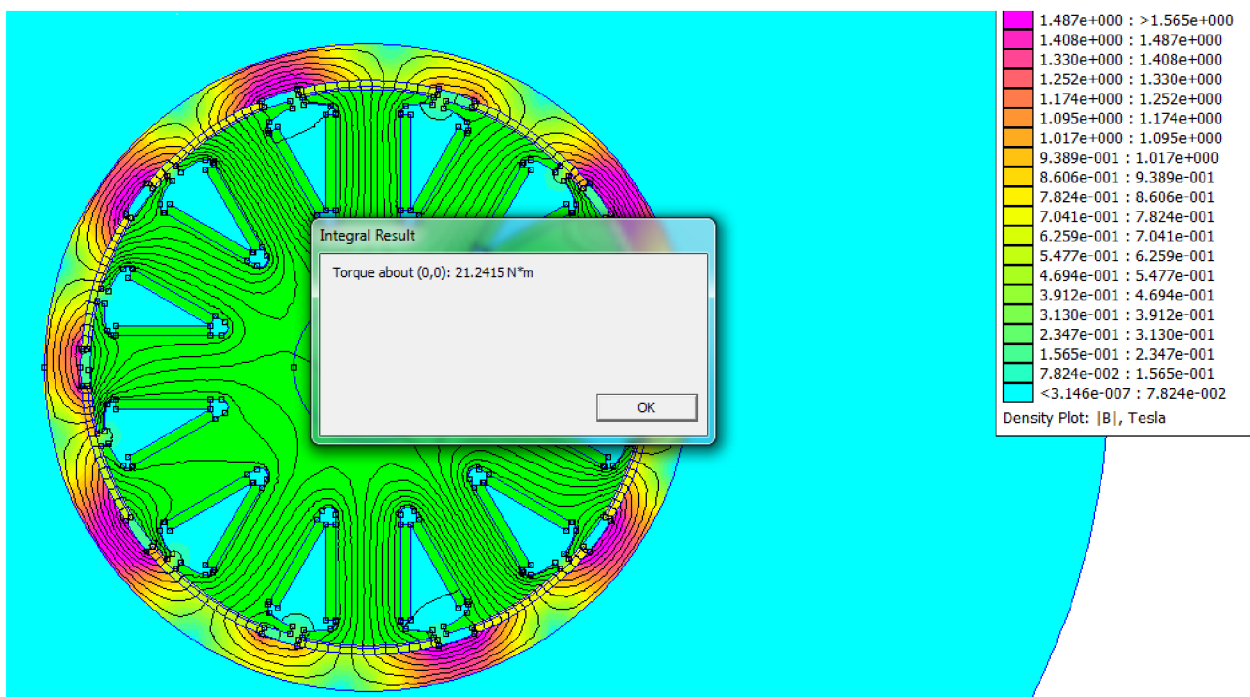 1.487e+000 : >1.565e+000
1.408e+000 : 1.487e+000
1.330e+000 : 1.408e+000
1.252e+000 : 1.330e+000
1.174e+000 : 1.252e+000
1.095e+000 : 1.174e+000
1.017e+000 : 1.095e+000
9.389e-001 : 1.017e+000
8.606e-001 : 9.389e-001
7.824e-001 : 8.606e-001
7.041e-001 : 7.824e-001
6.259e-001 : 7.041e-001
5.477e-001 : 6.259e-001
4.694e-001 : 5.477e-001
3.912e-001 : 4.694e-001
3.130e-001 : 3.912e-001
2.347e-001 : 3.130e-001
1.565e-001 : 2.347e-001
7.824e-002 : 1.565e-001
<3.146e-007 : 7.824e-002
Density Plot: |B|, Tesla
Integral Result
Torque about (0,0): 21.2415 N*m
OK